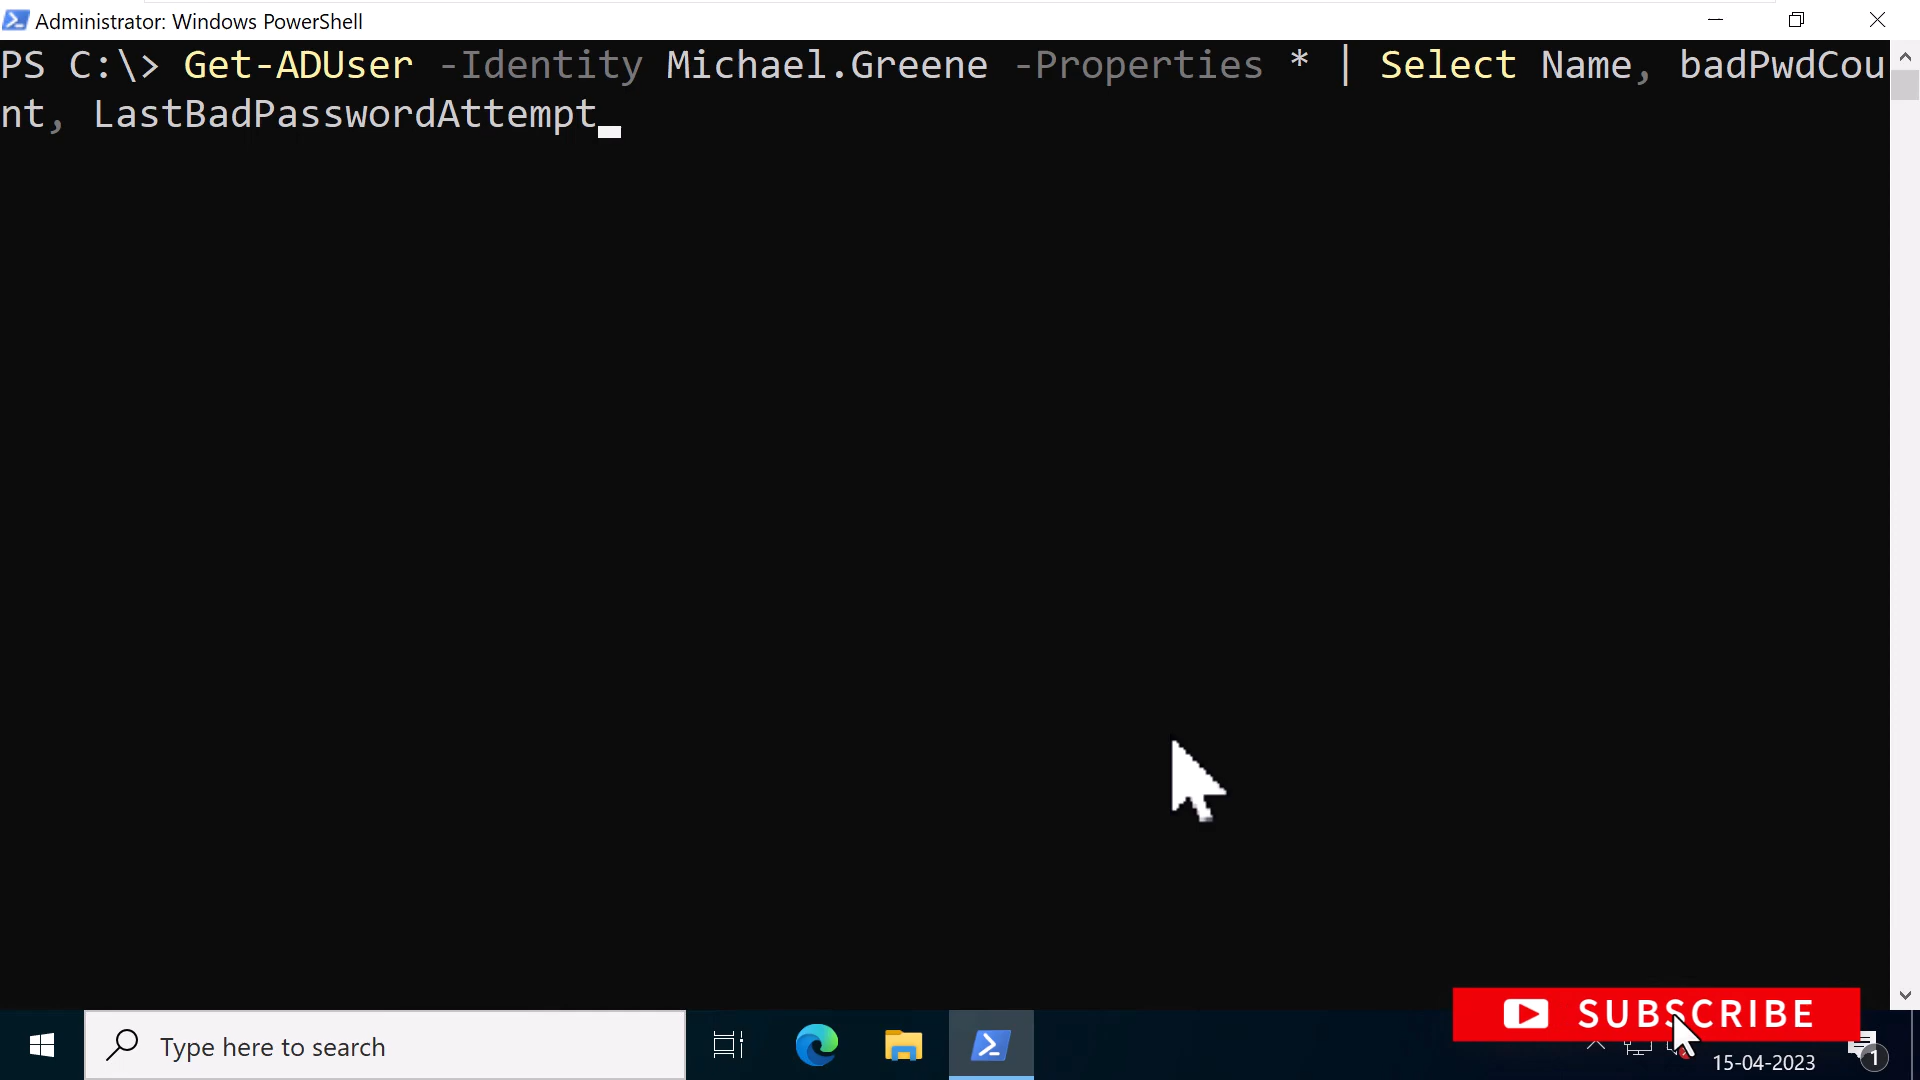 Administrator: Windows PowerShell
PS C:\> Get-ADUser -Identity Michael.Greene -Properties * | Select Name, badPwdCou
nt, LastBadPasswordAttempt
SUBSCRIBE
Type here to search
15-04-2023
1